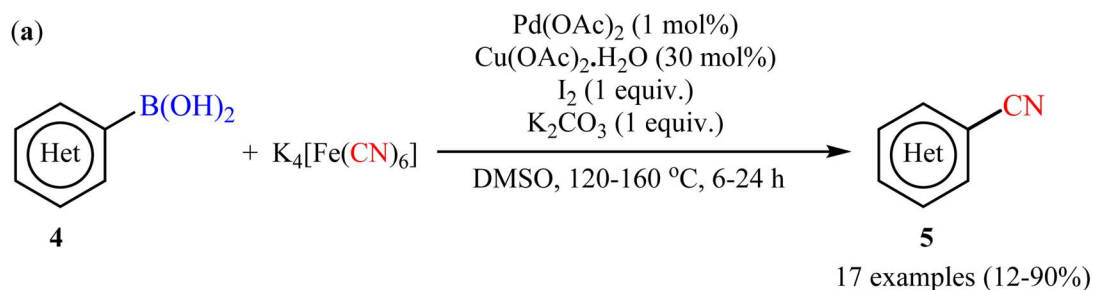 (a)
Pd(OAc)2 (1 mol%)
Cu(OAc)2.H2O (30 mol%)
I2 (1 equiv.)
K2CO3 (1 equiv.)
Het
B(OH)2
+ K4[Fe(CN)6]
DMSO, 120-160 oC, 6-24 h
Het
CN
4
5
17 examples (12-90%)